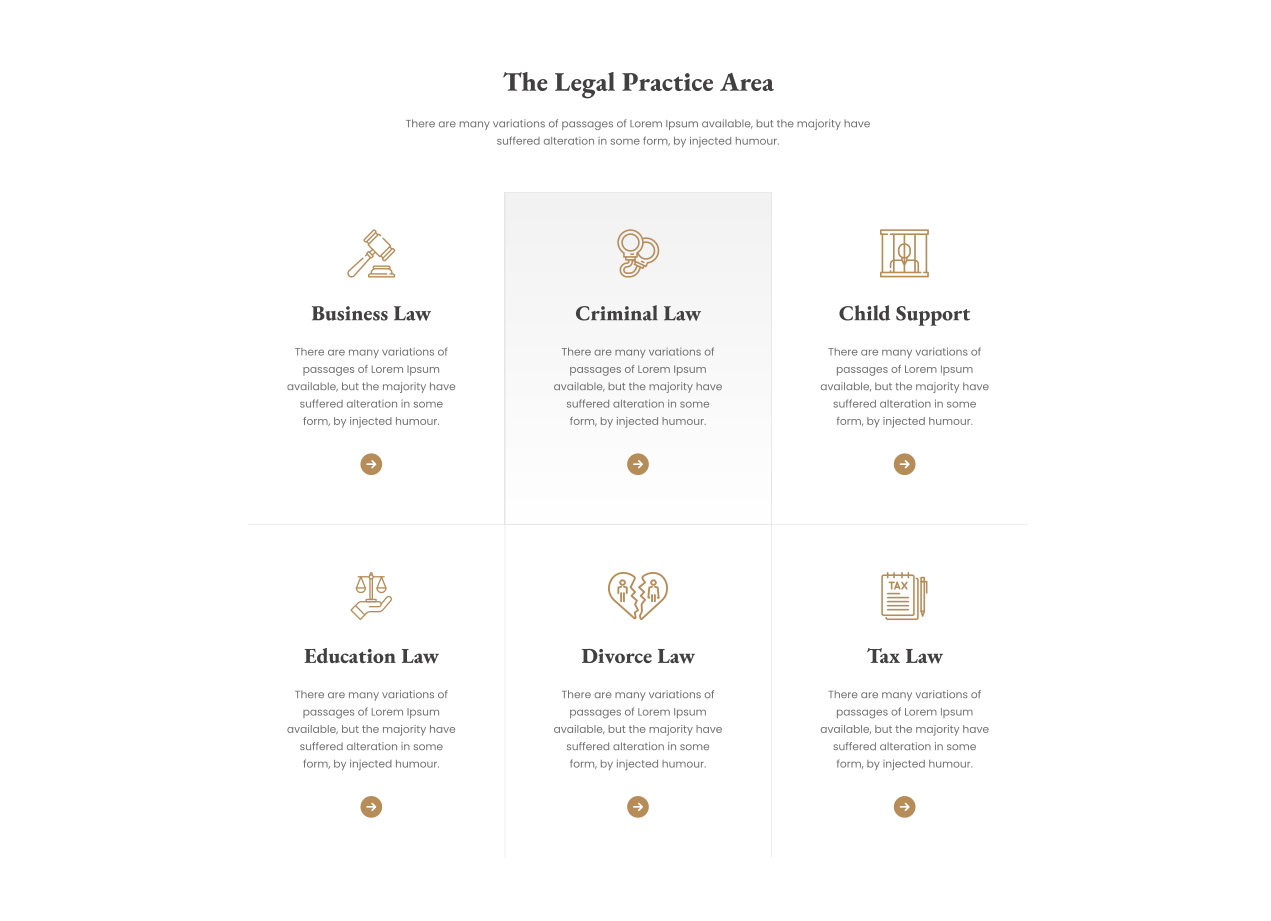 The Legal Practice Area
There are many variations of passages of Lorem Ipsum available, but the majority have
suffered alteration in some form, by injected humour.
Business Law
There are many variations of
passages of Lorem Ipsum
available, but the majority have
suffered alteration in some
form, by injected humour.
Criminal Law
There are many variations of
passages of Lorem Ipsum
available, but the majority have
suffered alteration in some
form, by injected humour.
Child Support
There are many variations of
passages of Lorem Ipsum
available, but the majority have
suffered alteration in some
form, by injected humour.
Education Law
There are many variations of
passages of Lorem Ipsum
available, but the majority have
suffered alteration in some
form, by injected humour.
Divorce Law
There are many variations of
passages of Lorem Ipsum
available, but the majority have
suffered alteration in some
form, by injected humour.
TAX
Tax Law
There are many variations of
passages of Lorem Ipsum
available, but the majority have
suffered alteration in some
form, by injected humour.